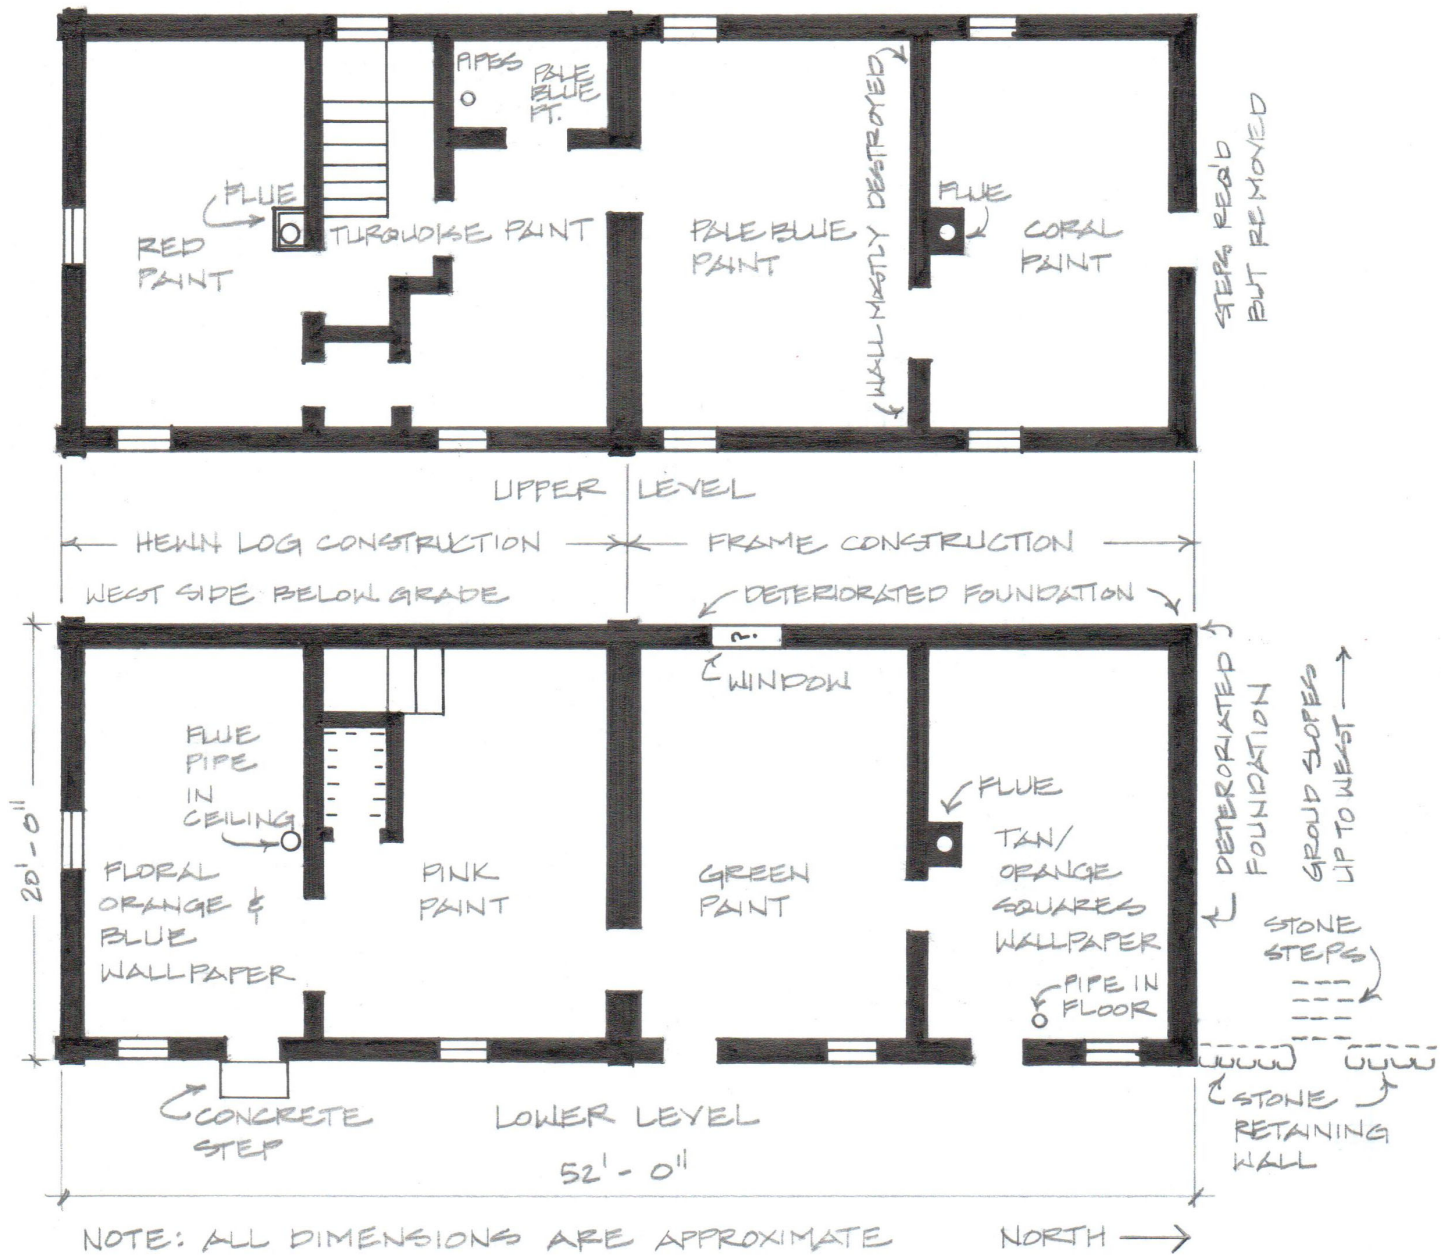 PIPES
PALE
BLUE
PT.
FLUE
RED
PAINT
TURQUOISE PAINT
PALE BLUE
PAINT
WALL MOSTLY DESTROYED
FLUE
CORAL
PAINT
STEPS REQ'D
BUT REMOVED
UPPER LEVEL
HEWN LOG CONSTRUCTION
FRAME CONSTRUCTION
WEST SIDE BELOW GRADE
DETERIORATED FOUNDATION
?
WINDOW
FLUE
PIPE
IN
CEILING
FLORAL
ORANGE &
BLUE
WALLPAPER
PINK
PAINT
GREEN
PAINT
FLUE
TAN/
ORANGE
SQUARES
WALLPAPER
PIPE IN
FLOOR
DETERORIATED
FOUNDATION
GROUD SLOPES
UP TO WEST
STONE
STEPS
20'-0"
CONCRETE
STEP
LOWER LEVEL
STONE
RETAINING
WALL
52'-0"
NOTE: ALL DIMENSIONS ARE APPROXIMATE
NORTH